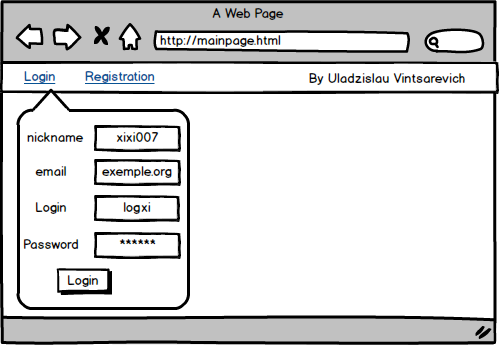 A Web Page
http://mainpage.html
Login Registration By Uladzislau Vintsarevich
nickname xixi007
email exemple.org
Login logxi
Password ******
Login